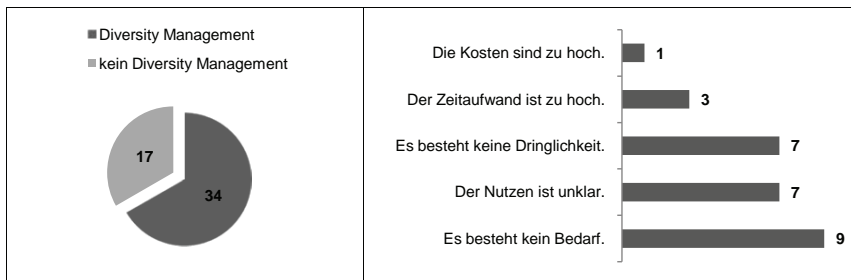 Diversity Management
kein Diversity Management
17
34
Die Kosten sind zu hoch.
1
Der Zeitaufwand ist zu hoch.
3
Es besteht keine Dringlichkeit.
7
Der Nutzen ist unklar.
7
Es besteht kein Bedarf.
9